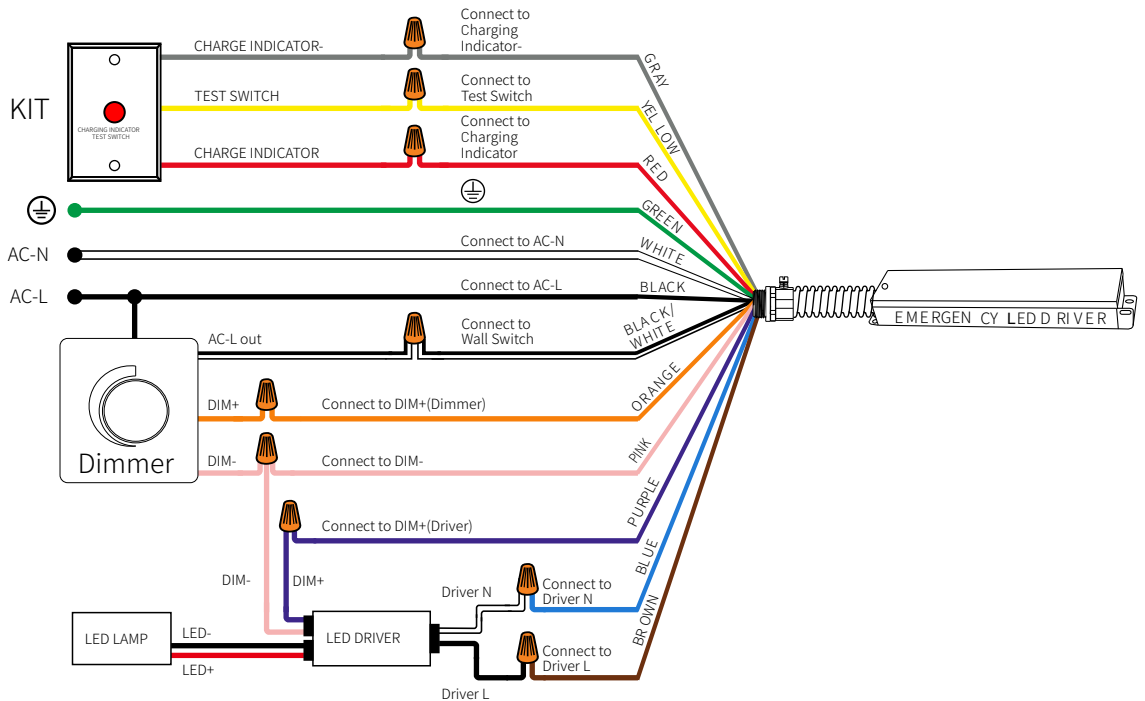 CHARGE INDICATOR-
Connect to
Charging
Indicator-
GRAY
KIT
CHARGING INDICATOR
TEST SWITCH
TEST SWITCH
Connect to
Test Switch
YEL LOW
CHARGE INDICATOR
Connect to
Charging
Indicator
RED
GREEN
AC-N
Connect to AC-N
WHITE
AC-L
Connect to AC-L
BLACK
EMERGEN CY LED D RIVER
AC-L out
Connect to
Wall Switch
BLACK/
WHITE
DIM+
Connect to DIM+(Dimmer)
ORANGE
Dimmer
DIM-
Connect to DIM-
PINK
Connect to DIM+(Driver)
PURPLE
DIM-
DIM+
Driver N
Connect to
Driver N
BLUE
LED LAMP
LED-
LED+
LED DRIVER
Connect to
Driver L
BR OWN
Driver L